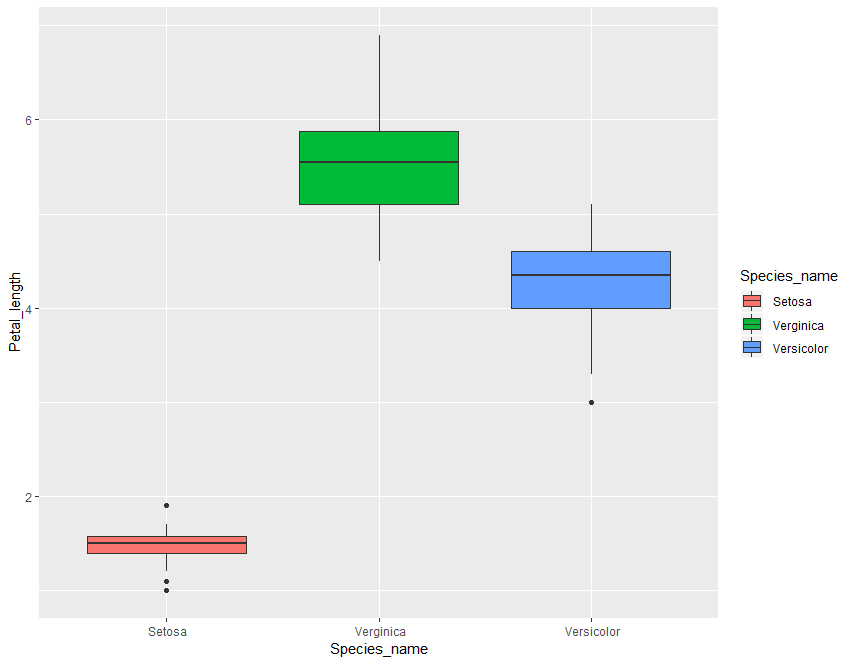 Petal_length
6
4
2
Setosa
Verginica
Versicolor
Species_name
Species_name
Setosa
Verginica
Versicolor